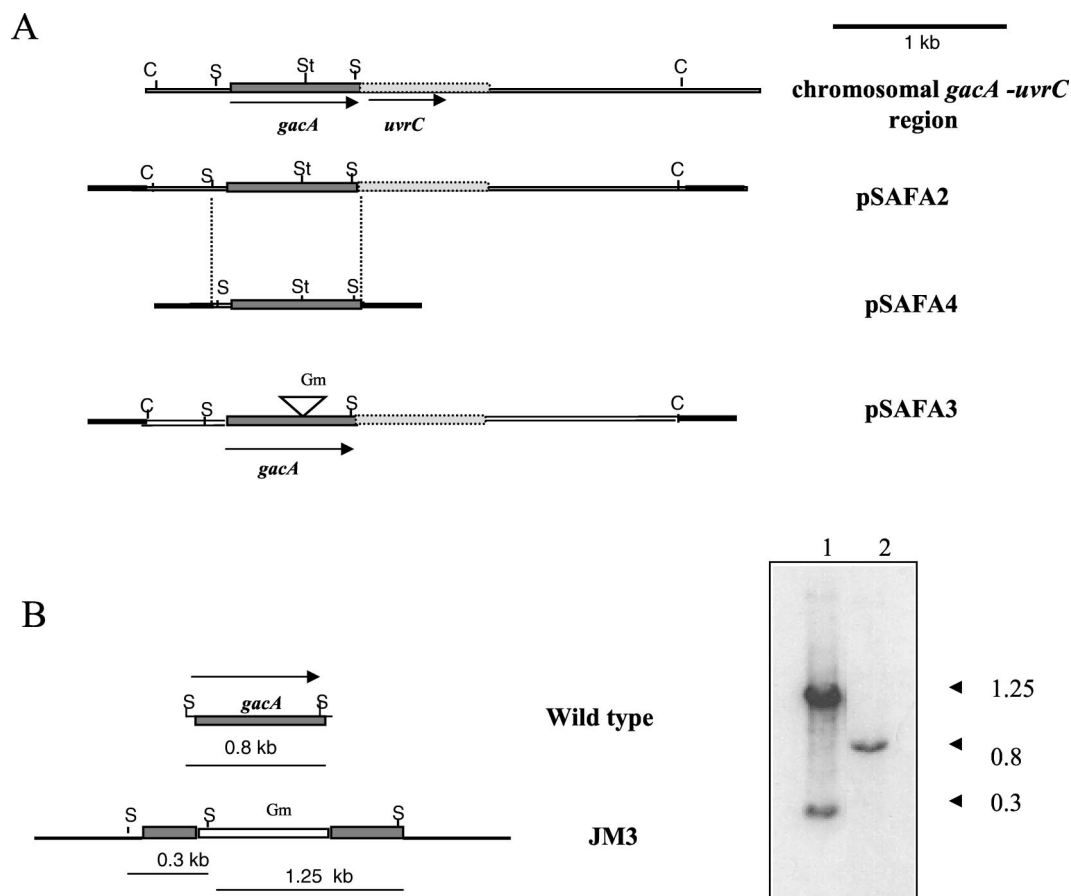 A
1 kb
C S St S C
chromosomal gacA -uvrC
region
gacA uvrC
C S St S C
pSAFA2
S St S
pSAFA4
Gm
C S S C
pSAFA3
gacA
B
1 2
S gacA S
Wild type
0.8 kb
S S Gm S
JM3
0.3 kb
1.25 kb
1.25
0.8
0.3